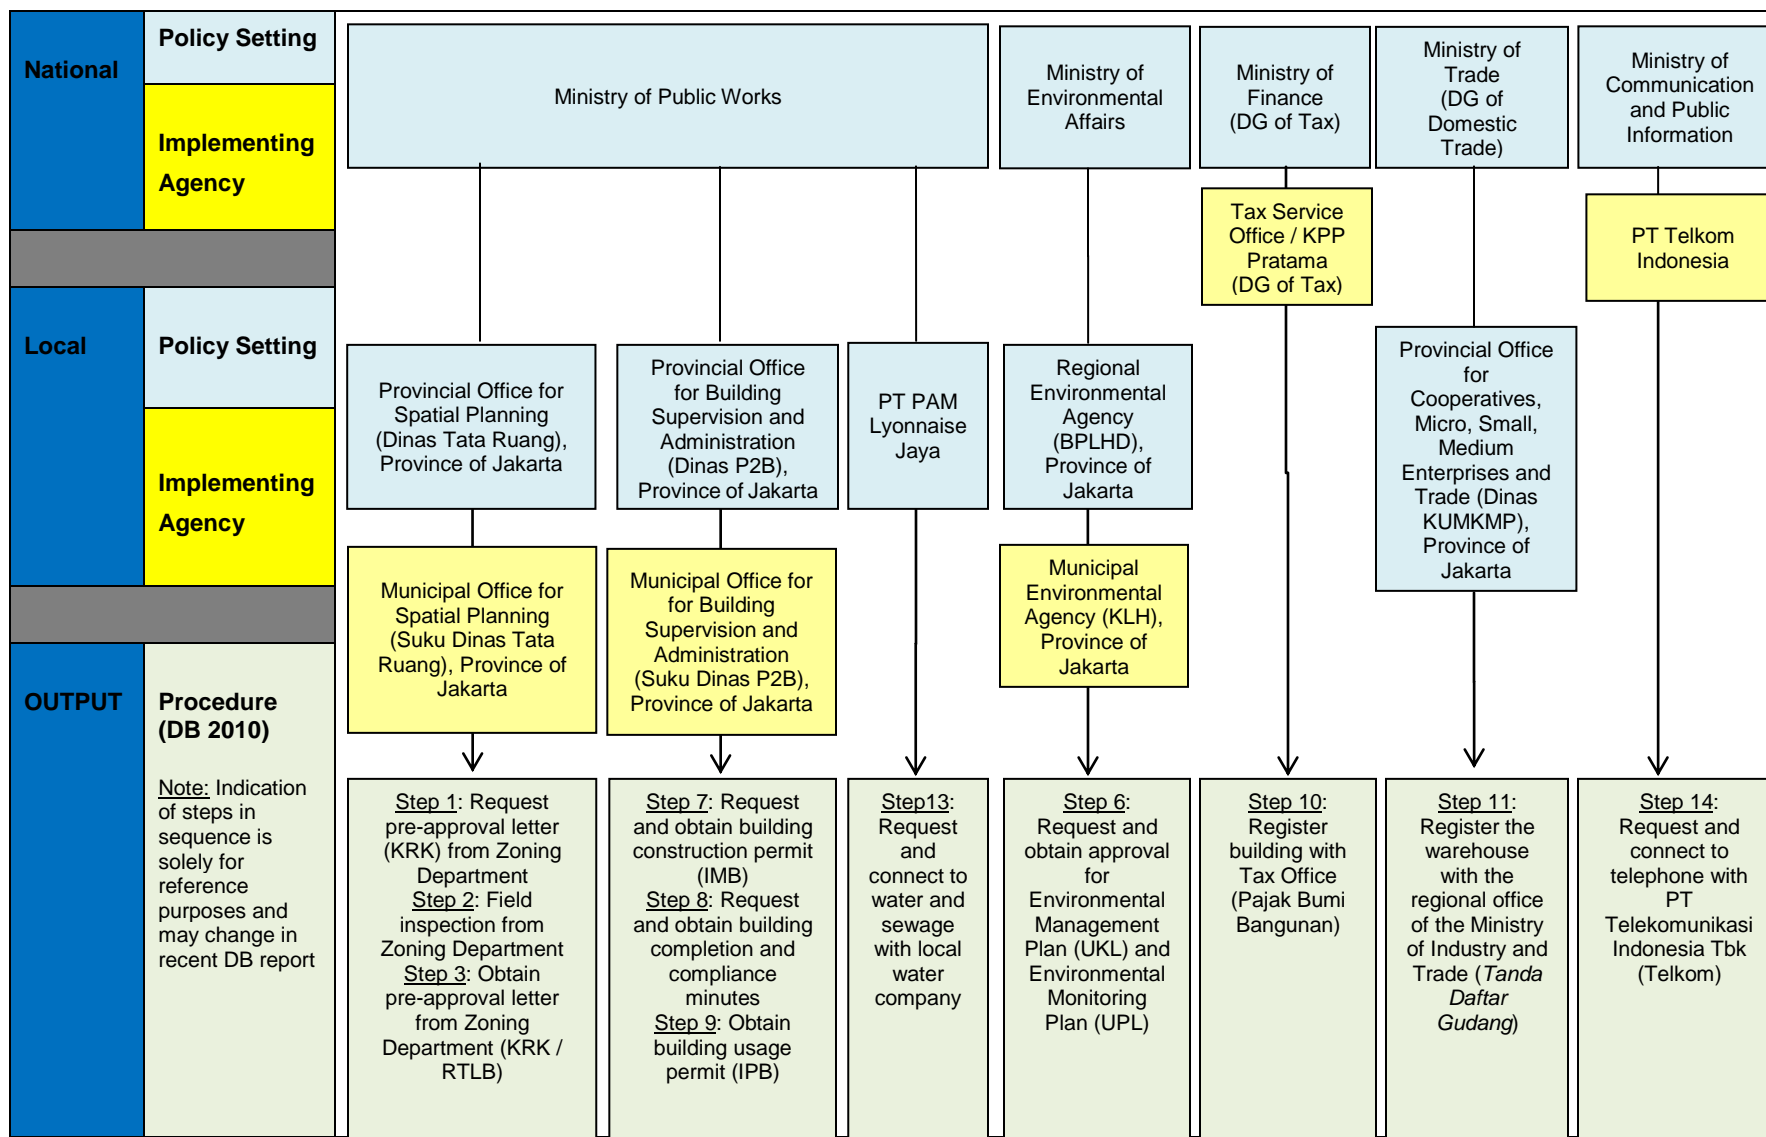 National
Policy Setting
Implementing
Agency
Ministry of Public Works
Ministry of
Environmental
Affairs
Ministry of
Finance
(DG of Tax)
Ministry of
Trade
(DG of
Domestic
Trade)
Ministry of
Communication
and Public
Information
Tax Service
Office / KPP
Pratama
(DG of Tax)
PT Telkom
Indonesia
Local
Policy Setting
Implementing
Agency
Provincial Office for
Spatial Planning
(Dinas Tata Ruang),
Province of Jakarta
Provincial Office
for Building
Supervision and
Administration
(Dinas P2B),
Province of Jakarta
PT PAM
Lyonnaise
Jaya
Regional
Environmental
Agency
(BPLHD),
Province of
Jakarta
Provincial Office
for
Cooperatives,
Micro, Small,
Medium
Enterprises and
Trade (Dinas
KUMKMP),
Province of
Jakarta
Municipal Office for
Spatial Planning
(Suku Dinas Tata
Ruang), Province of
Jakarta
Municipal Office for
for Building
Supervision and
Administration
(Suku Dinas P2B),
Province of Jakarta
Municipal
Environmental
Agency (KLH),
Province of
Jakarta
OUTPUT
Procedure
(DB 2010)
Note: Indication
of steps in
sequence is
solely for
reference
purposes and
may change in
recent DB report
Step 1: Request
pre-approval letter
(KRK) from Zoning
Department
Step 2: Field
inspection from
Zoning Department
Step 3: Obtain
pre-approval letter
from Zoning
Department (KRK /
RTLB)
Step 7: Request
and obtain building
construction permit
(IMB)
Step 8: Request
and obtain building
completion and
compliance
minutes
Step 9: Obtain
building usage
permit (IPB)
Step13:
Request
and
connect to
water and
sewage
with local
water
company
Step 6:
Request and
obtain approval
for
Environmental
Management
Plan (UKL) and
Environmental
Monitoring
Plan (UPL)
Step 10:
Register
building with
Tax Office
(Pajak Bumi
Bangunan)
Step 11:
Register the
warehouse
with the
regional office
of the Ministry
of Industry and
Trade (Tanda
Daftar
Gudang)
Step 14:
Request and
connect to
telephone with
PT
Telekomunikasi
Indonesia Tbk
(Telkom)